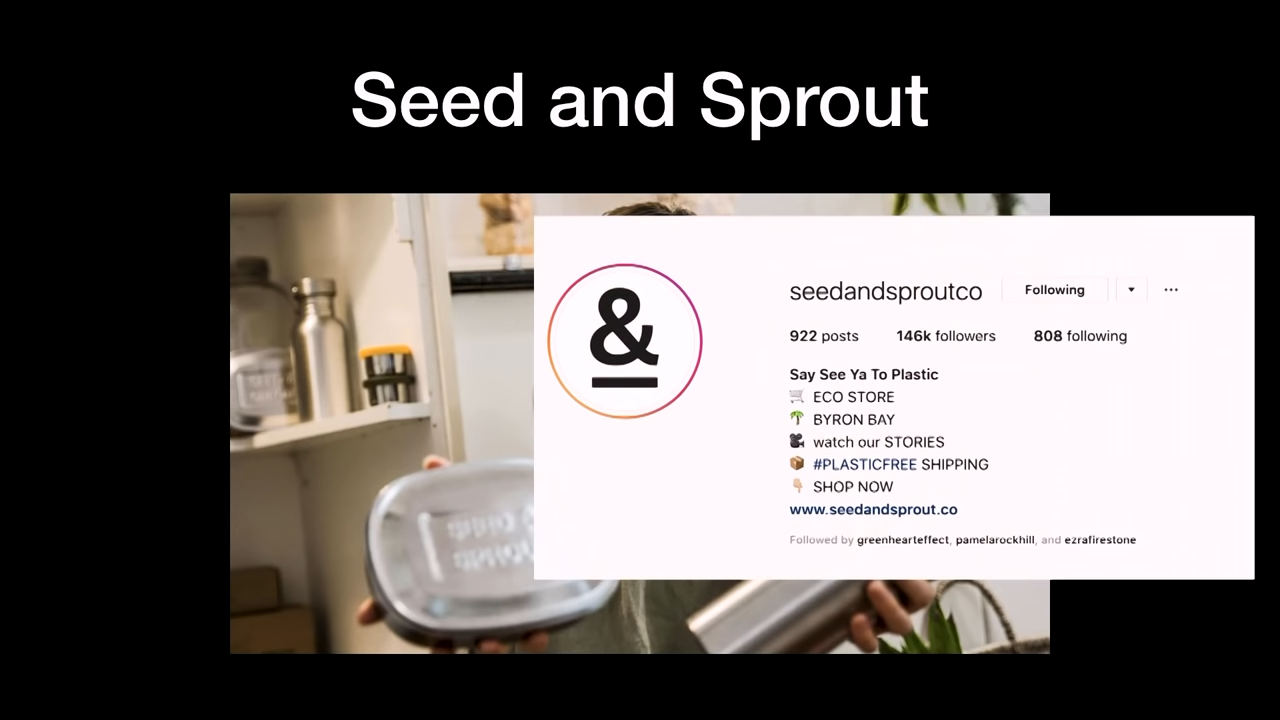 Seed and Sprout
&
seedandsproutco Following
922 posts 146k followers 808 following
Say See Ya To Plastic
🛒 ECO STORE
🌴 BYRON BAY
🎥 watch our STORIES
📦 #PLASTICFREE SHIPPING
👇🏼 SHOP NOW
www.seedandsprout.co
Followed by greenhearteffect, pamelarockhill, and ezrafirestone